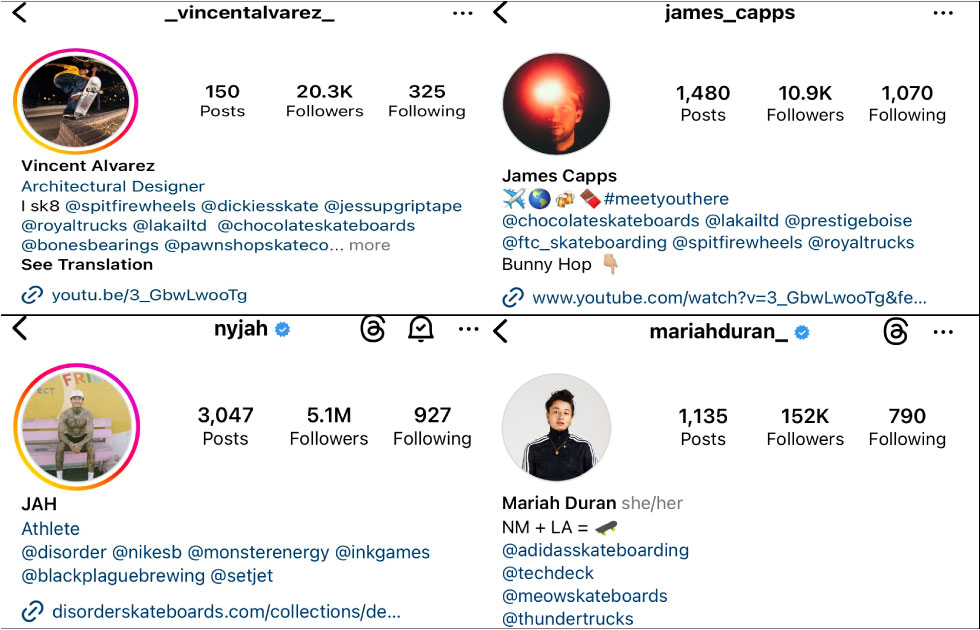 _vincentalvarez_
150 20.3K 325
Posts Followers Following
Vincent Alvarez
Architectural Designer
I sk8 @spitfirewheels @dickiesskate @jessupgriptape
@royaltrucks @lakailtd @chocolateskateboards
@bonesbearings @pawnshopskateco... more
See Translation
youtu.be/3_GbwLwooTg
james_capps
1,480 10.9K 1,070
Posts Followers Following
James Capps
✈️🌎🍻🍫#meetyouthere
@chocolateskateboards @lakailtd @prestigeboise
@ftc_skateboarding @spitfirewheels @royaltrucks
Bunny Hop 👇🏼
www.youtube.com/watch?v=3_GbwLwooTg&fe...
nyjah
ECT FRIE
3,047 5.1M 927
Posts Followers Following
JAH
Athlete
@disorder @nikesb @monsterenergy @inkgames
@blackplaguebrewing @setjet
disorderskateboards.com/collections/de...
mariahduran_
1,135 152K 790
Posts Followers Following
Mariah Duran she/her
NM + LA = 🛹
@adidasskateboarding
@techdeck
@meowskateboards
@thundertrucks